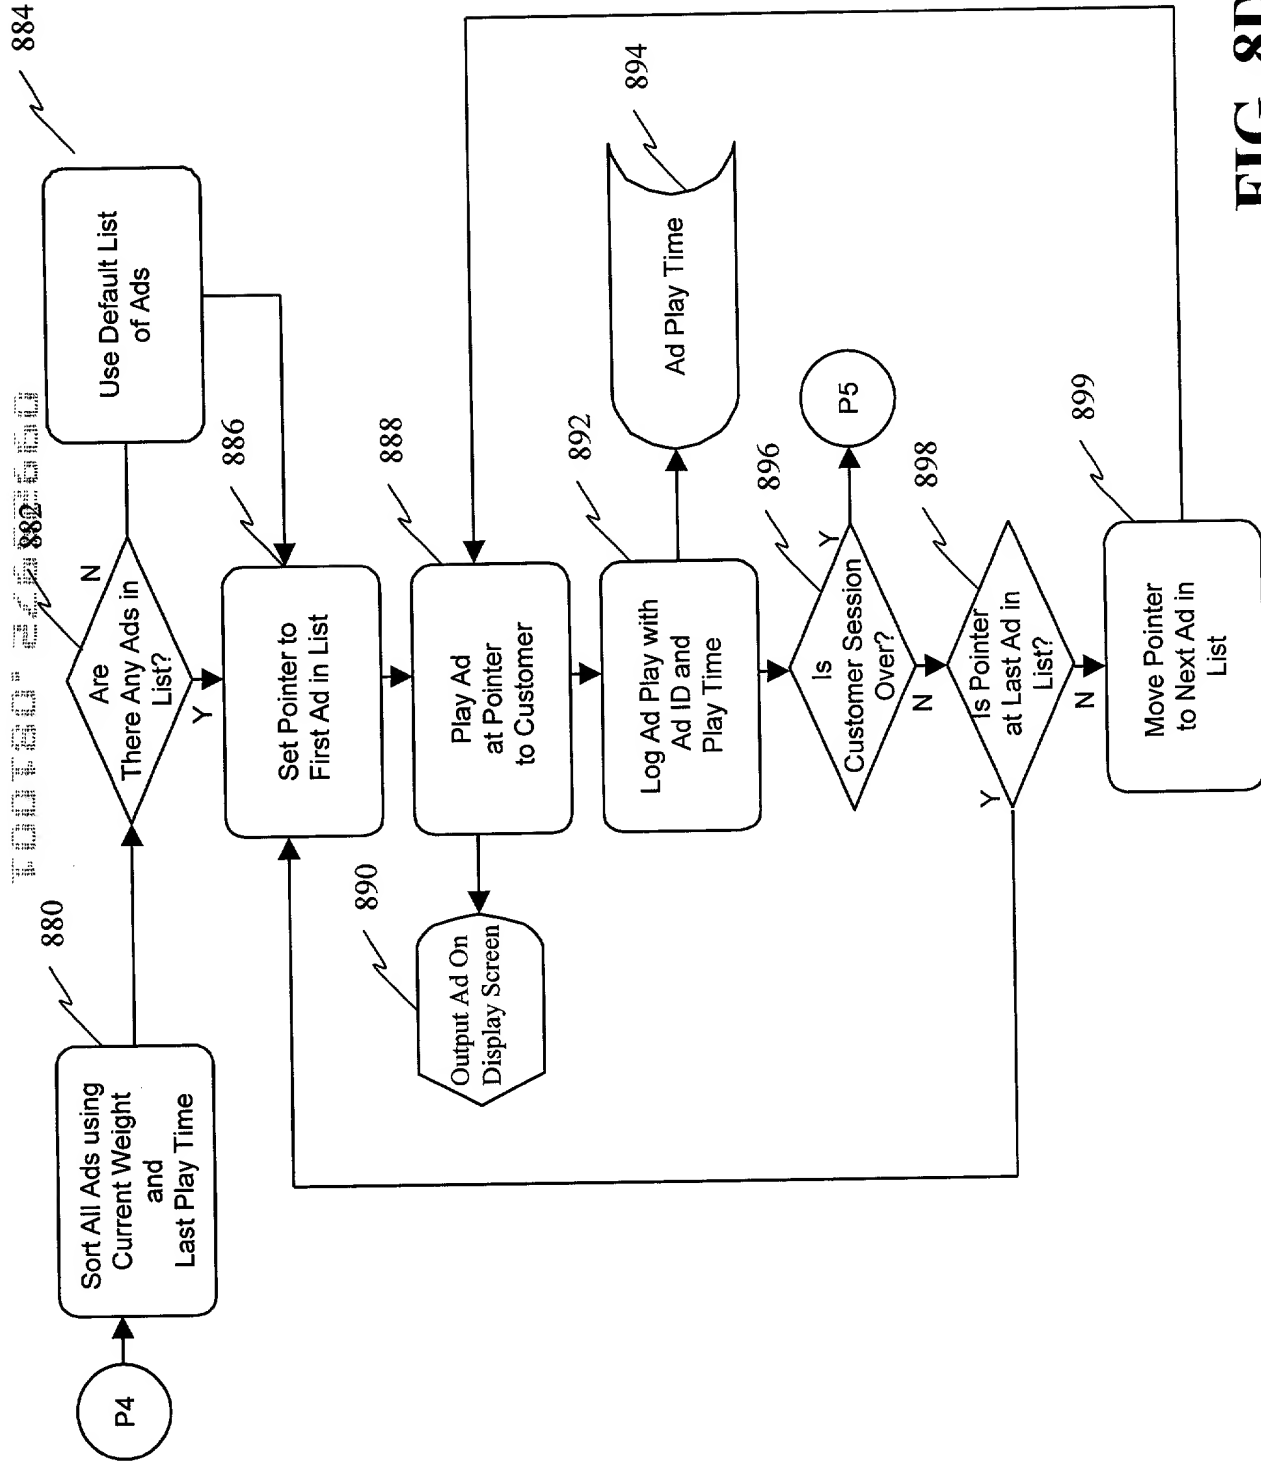 P4
Sort All Ads using
Current Weight
and
Last Play Time
880
Are
There Any Ads in
List?
882
N
Y
Use Default List
of Ads
884
Set Pointer to
First Ad in List
886
Play Ad
at Pointer
to Customer
888
Output Ad On
Display Screen
890
Log Ad Play with
Ad ID and
Play Time
892
Ad Play Time
894
Is
Customer Session
Over?
896
Y
N
P5
Is Pointer
at Last Ad in
List?
898
Y
N
Move Pointer
to Next Ad in
List
899